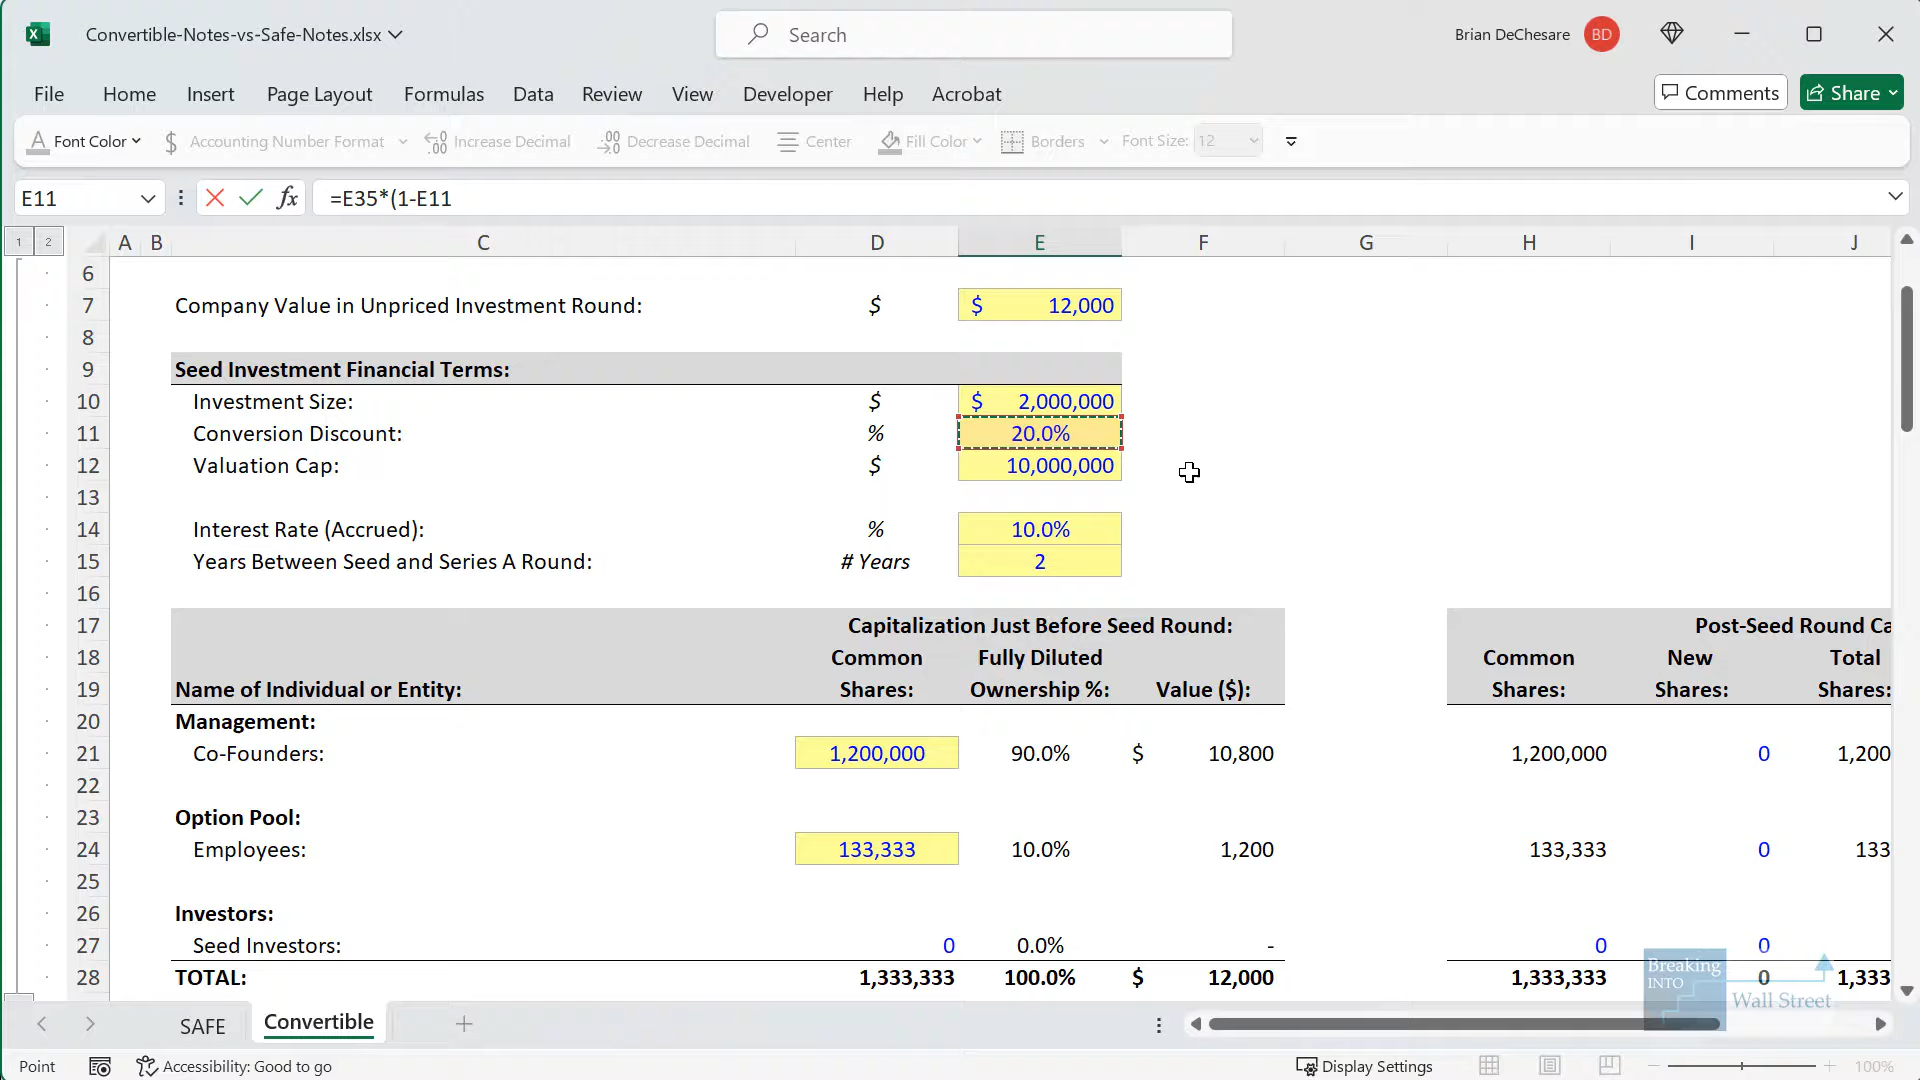 Convertible-Notes-vs-Safe-Notes.xlsx
Search
Brian DeChesare BD
File Home Insert Page Layout Formulas Data Review View Developer Help Acrobat Comments Share
Font Color $ Accounting Number Format Increase Decimal Decrease Decimal Center Fill Color Borders Font Size: 12
E11 fx =E35*(1-E11
1 2 A B C D E F G H I J
6
7 Company Value in Unpriced Investment Round: $ $ 12,000
8
9 Seed Investment Financial Terms:
10 Investment Size: $ $ 2,000,000
11 Conversion Discount: % 20.0%
12 Valuation Cap: $ 10,000,000
13
14 Interest Rate (Accrued): % 10.0%
15 Years Between Seed and Series A Round: # Years 2
16
17 Capitalization Just Before Seed Round: Post-Seed Round Ca
18 Common Fully Diluted Common New Total
19 Name of Individual or Entity: Shares: Ownership %: Value ($): Shares: Shares: Shares:
20 Management:
21 Co-Founders: 1,200,000 90.0% $ 10,800 1,200,000 0 1,200
22
23 Option Pool:
24 Employees: 133,333 10.0% 1,200 133,333 0 133
25
26 Investors:
27 Seed Investors: 0 0.0% - 0 0
28 TOTAL: 1,333,333 100.0% $ 12,000 1,333,333 0 1,333
Breaking
INTO
Wall Street
SAFE Convertible
Point Accessibility: Good to go Display Settings 100%